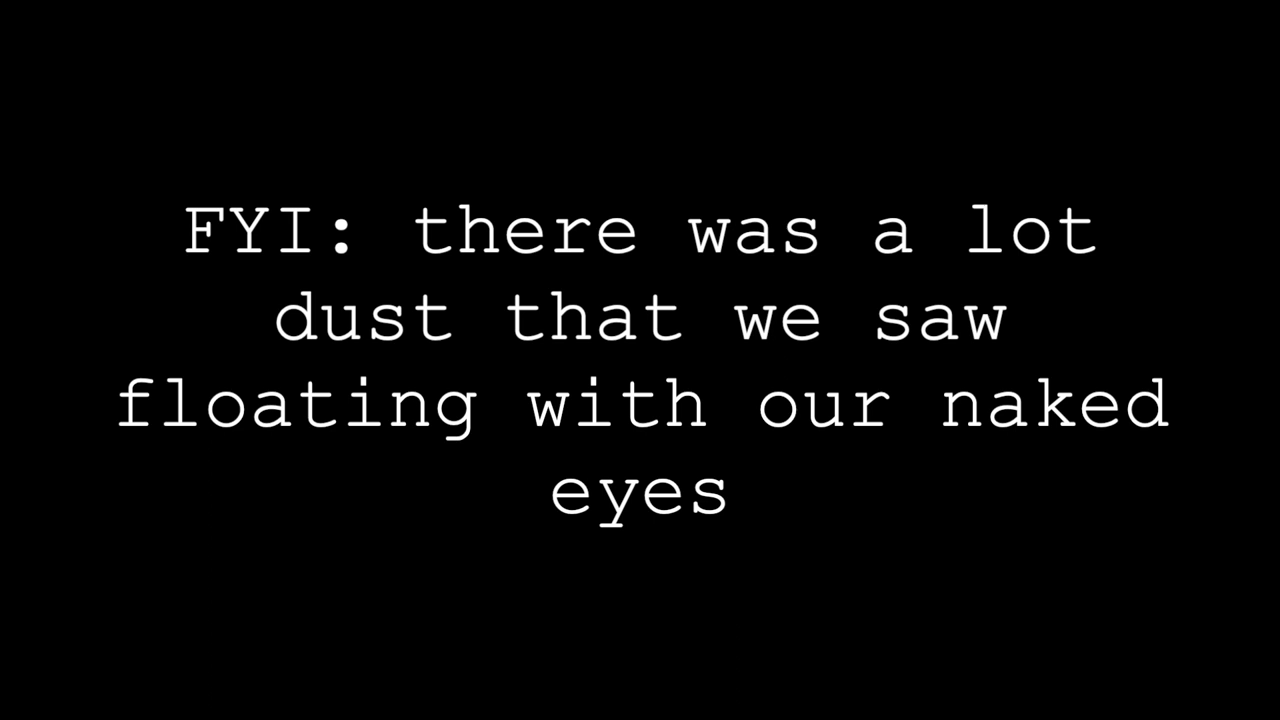 FYI: there was a lot
dust that we saw
floating with our naked
eyes